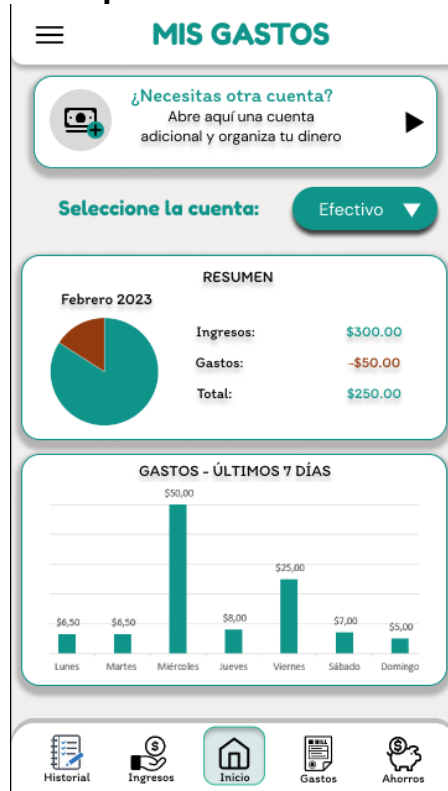 MIS GASTOS
¿Necesitas otra cuenta?
Abre aquí una cuenta
adicional y organiza tu dinero
Seleccione la cuenta:
Efectivo
RESUMEN
Febrero 2023
Ingresos: $300.00
Gastos: -$50.00
Total: $250.00
GASTOS - ÚLTIMOS 7 DÍAS
$6,50 $6,50 $50,00 $8,00 $25,00 $7,00 $5,00
Lunes Martes Miércoles Jueves Viernes Sábado Domingo
$ BILL $
Historial Ingresos Inicio Gastos Ahorros